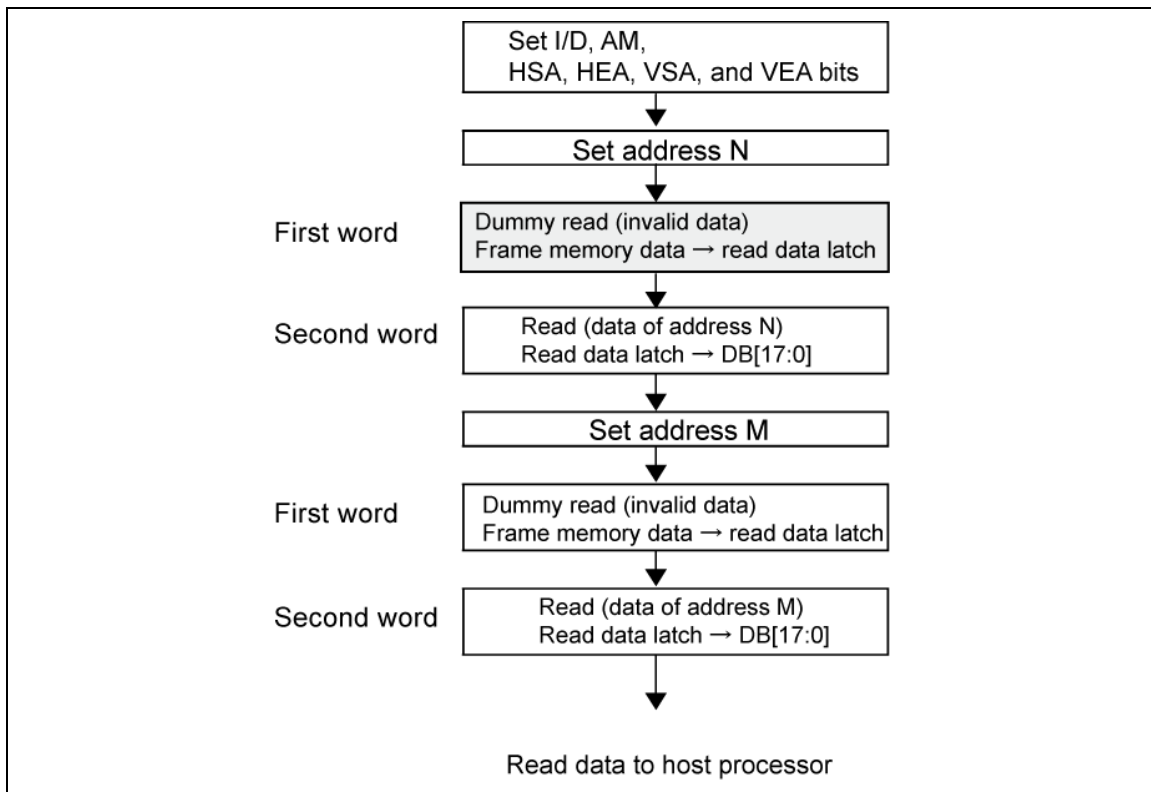 Set I/D, AM,
HSA, HEA, VSA, and VEA bits
Set address N
First word
Dummy read (invalid data)
Frame memory data → read data latch
Second word
Read (data of address N)
Read data latch → DB[17:0]
Set address M
First word
Dummy read (invalid data)
Frame memory data → read data latch
Second word
Read (data of address M)
Read data latch → DB[17:0]
Read data to host processor